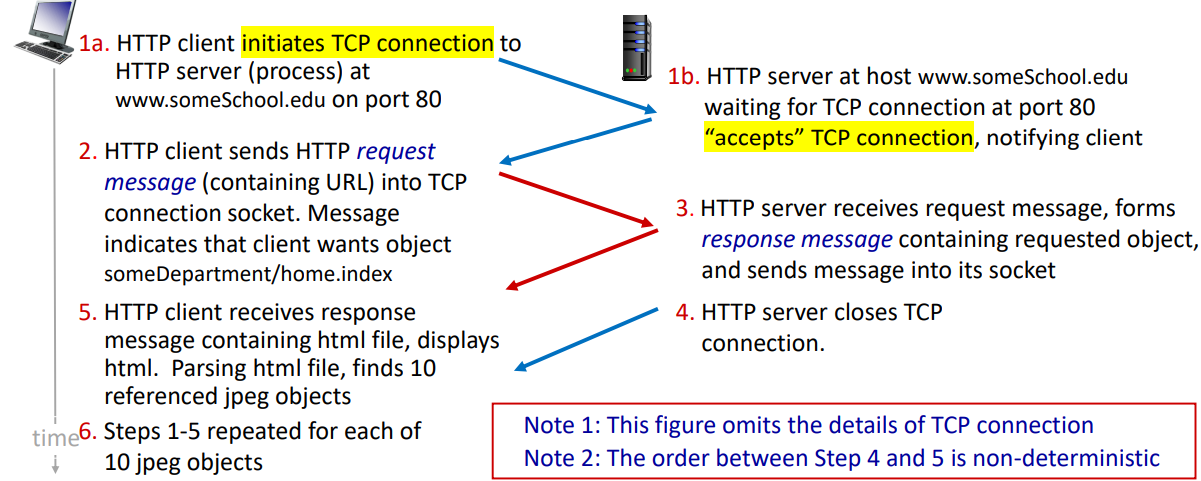 1a. HTTP client initiates TCP connection to
HTTP server (process) at
www.someSchool.edu on port 80
1b. HTTP server at host www.someSchool.edu
waiting for TCP connection at port 80
“accepts” TCP connection, notifying client
2. HTTP client sends HTTP request
message (containing URL) into TCP
connection socket. Message
indicates that client wants object
someDepartment/home.index
3. HTTP server receives request message, forms
response message containing requested object,
and sends message into its socket
4. HTTP server closes TCP
connection.
5. HTTP client receives response
message containing html file, displays
html. Parsing html file, finds 10
referenced jpeg objects
6. Steps 1-5 repeated for each of
10 jpeg objects
time
Note 1: This figure omits the details of TCP connection
Note 2: The order between Step 4 and 5 is non-deterministic